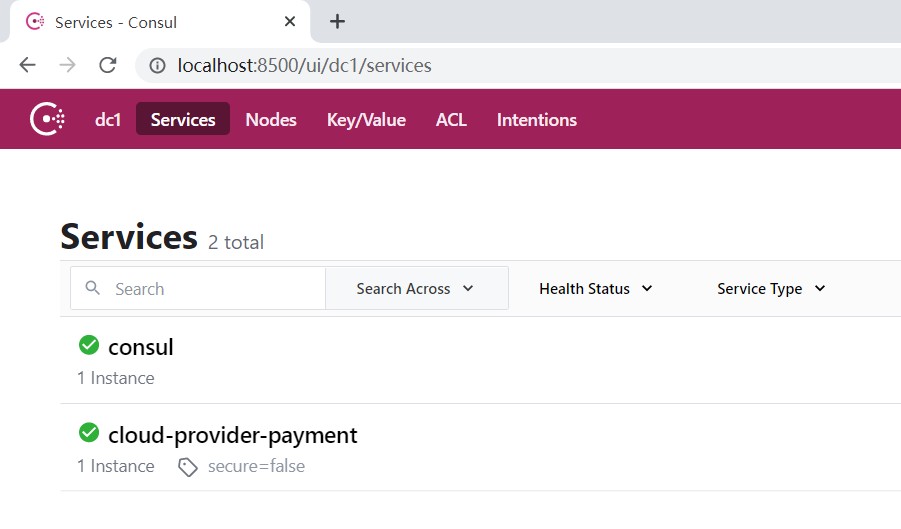 Services - Consul
localhost:8500/ui/dc1/services
dc1 Services Nodes Key/Value ACL Intentions
Services 2 total
Search Search Across Health Status Service Type
consul
1 Instance
cloud-provider-payment
1 Instance secure=false